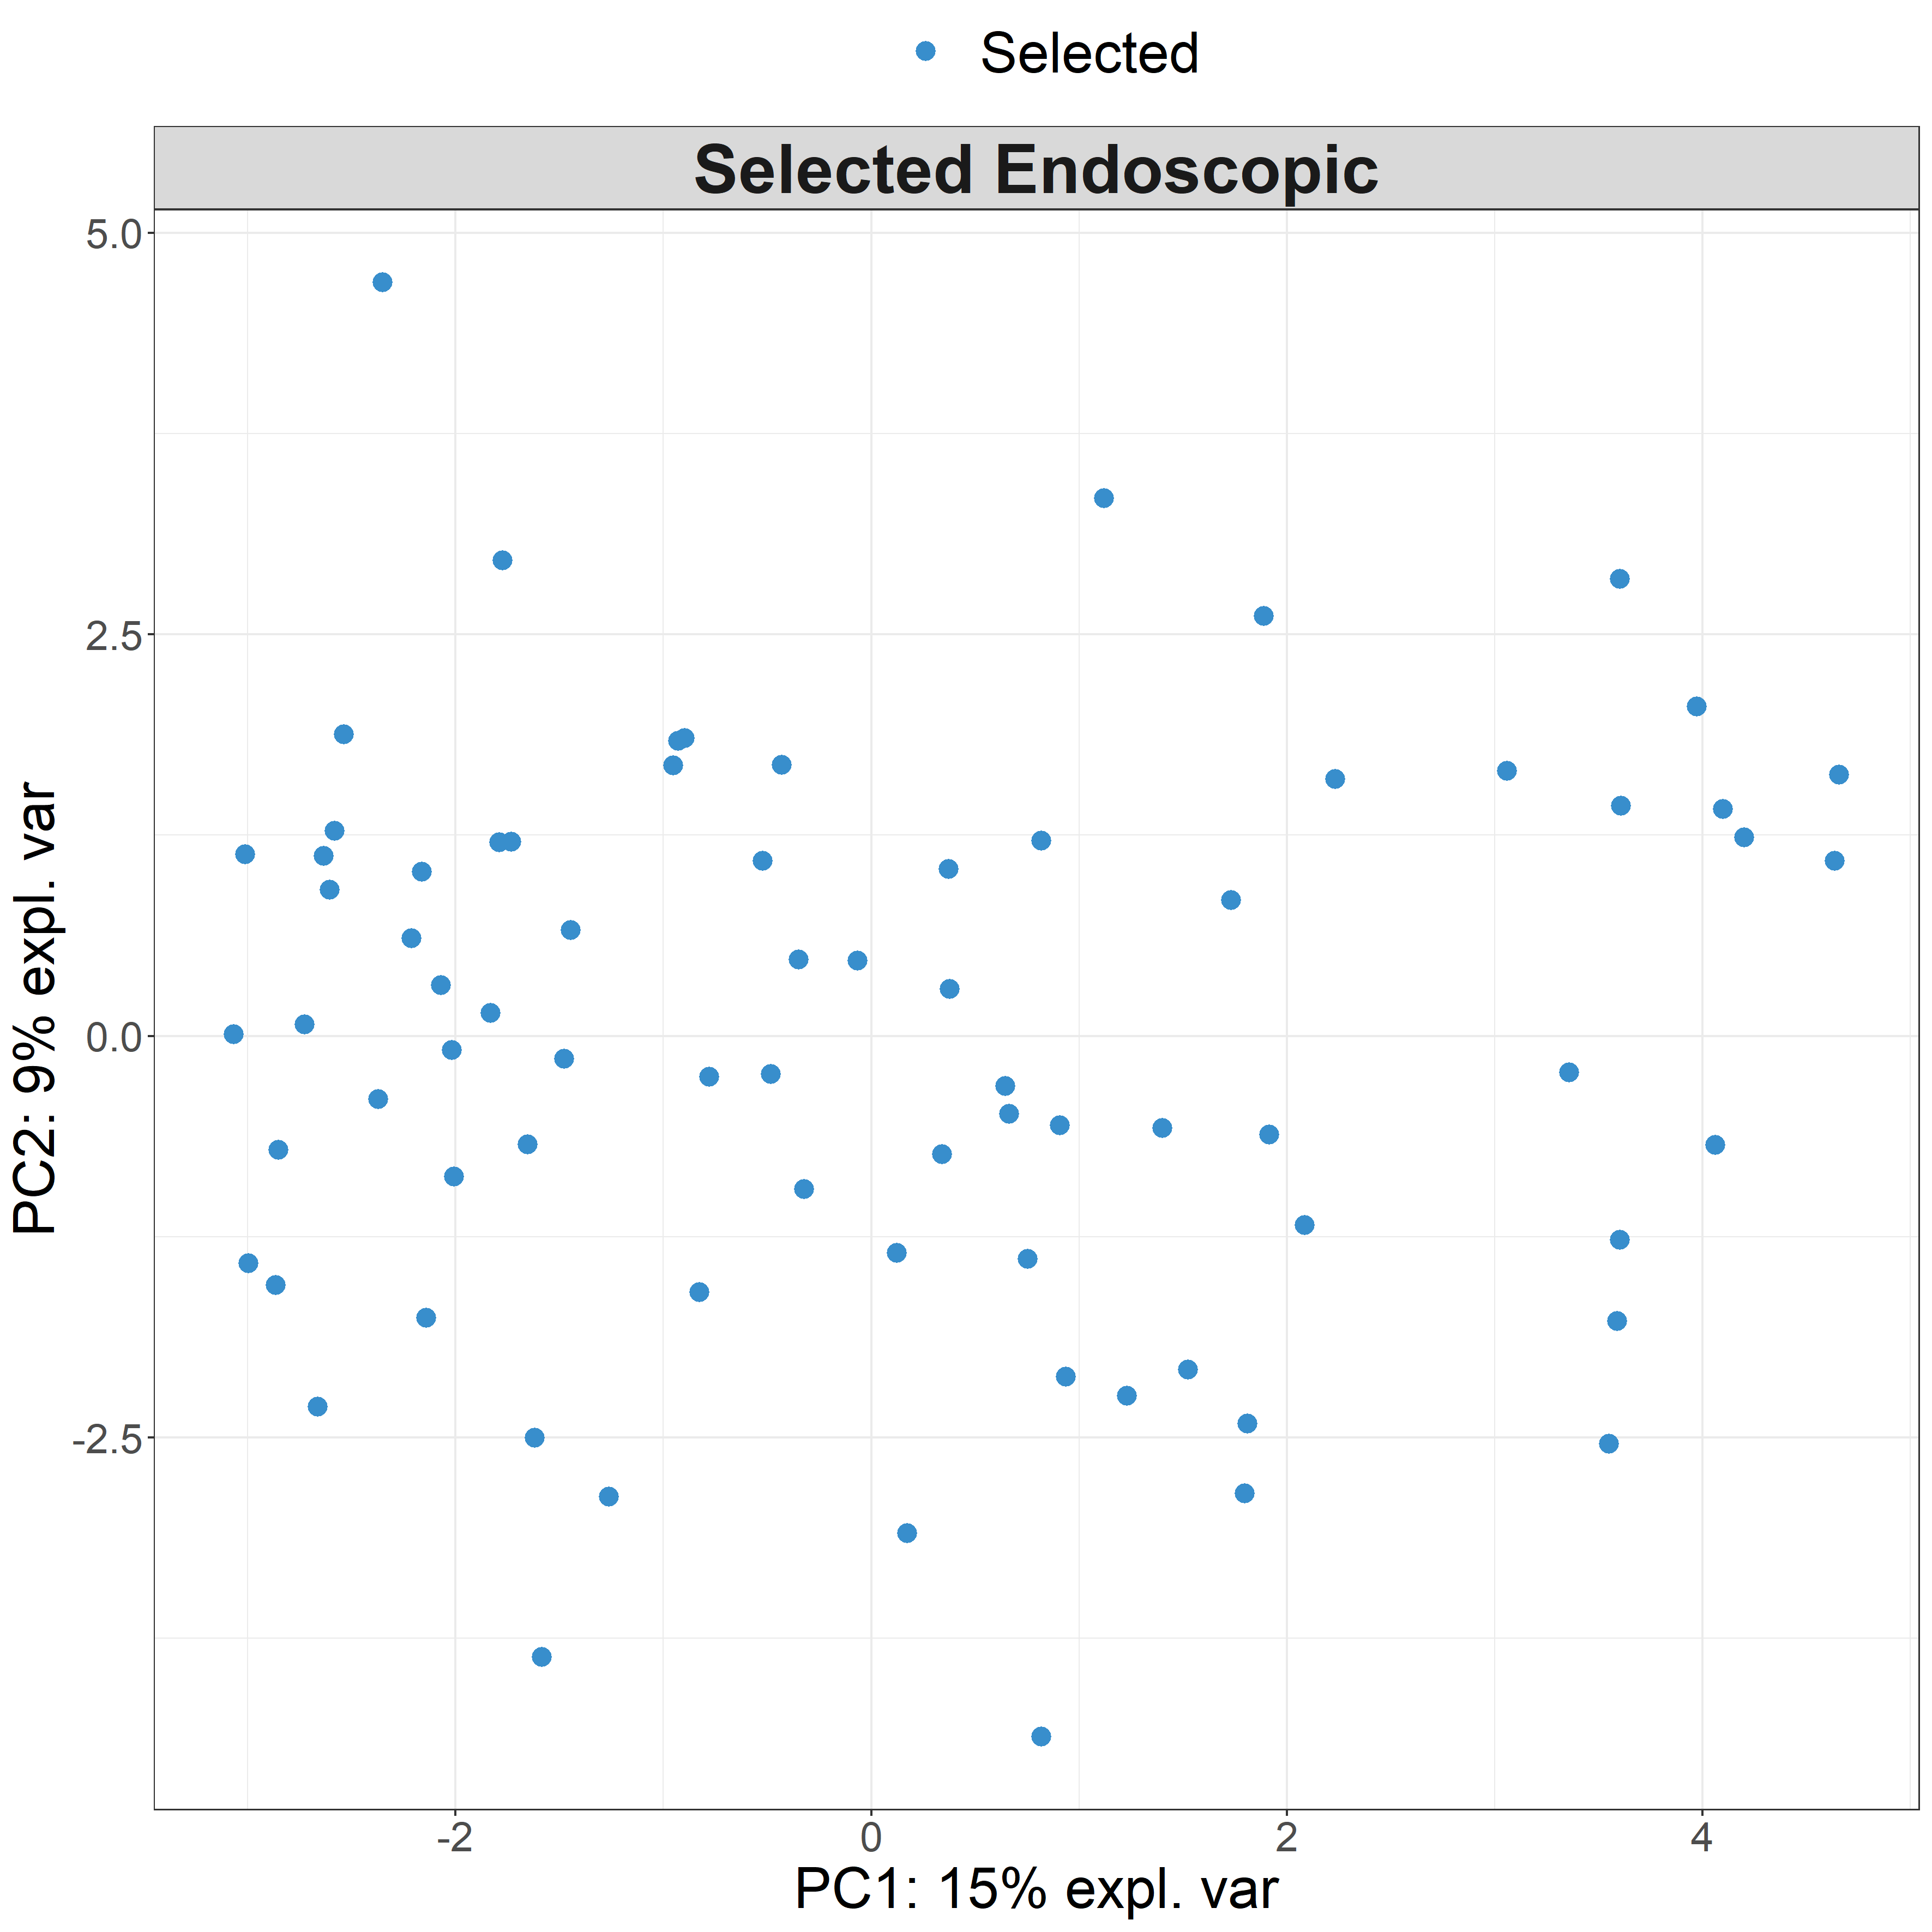 Selected
Selected Endoscopic
5.0
2.5
0.0
-2.5
PC2: 9% expl. var
-2
0
2
4
PC1: 15% expl. var